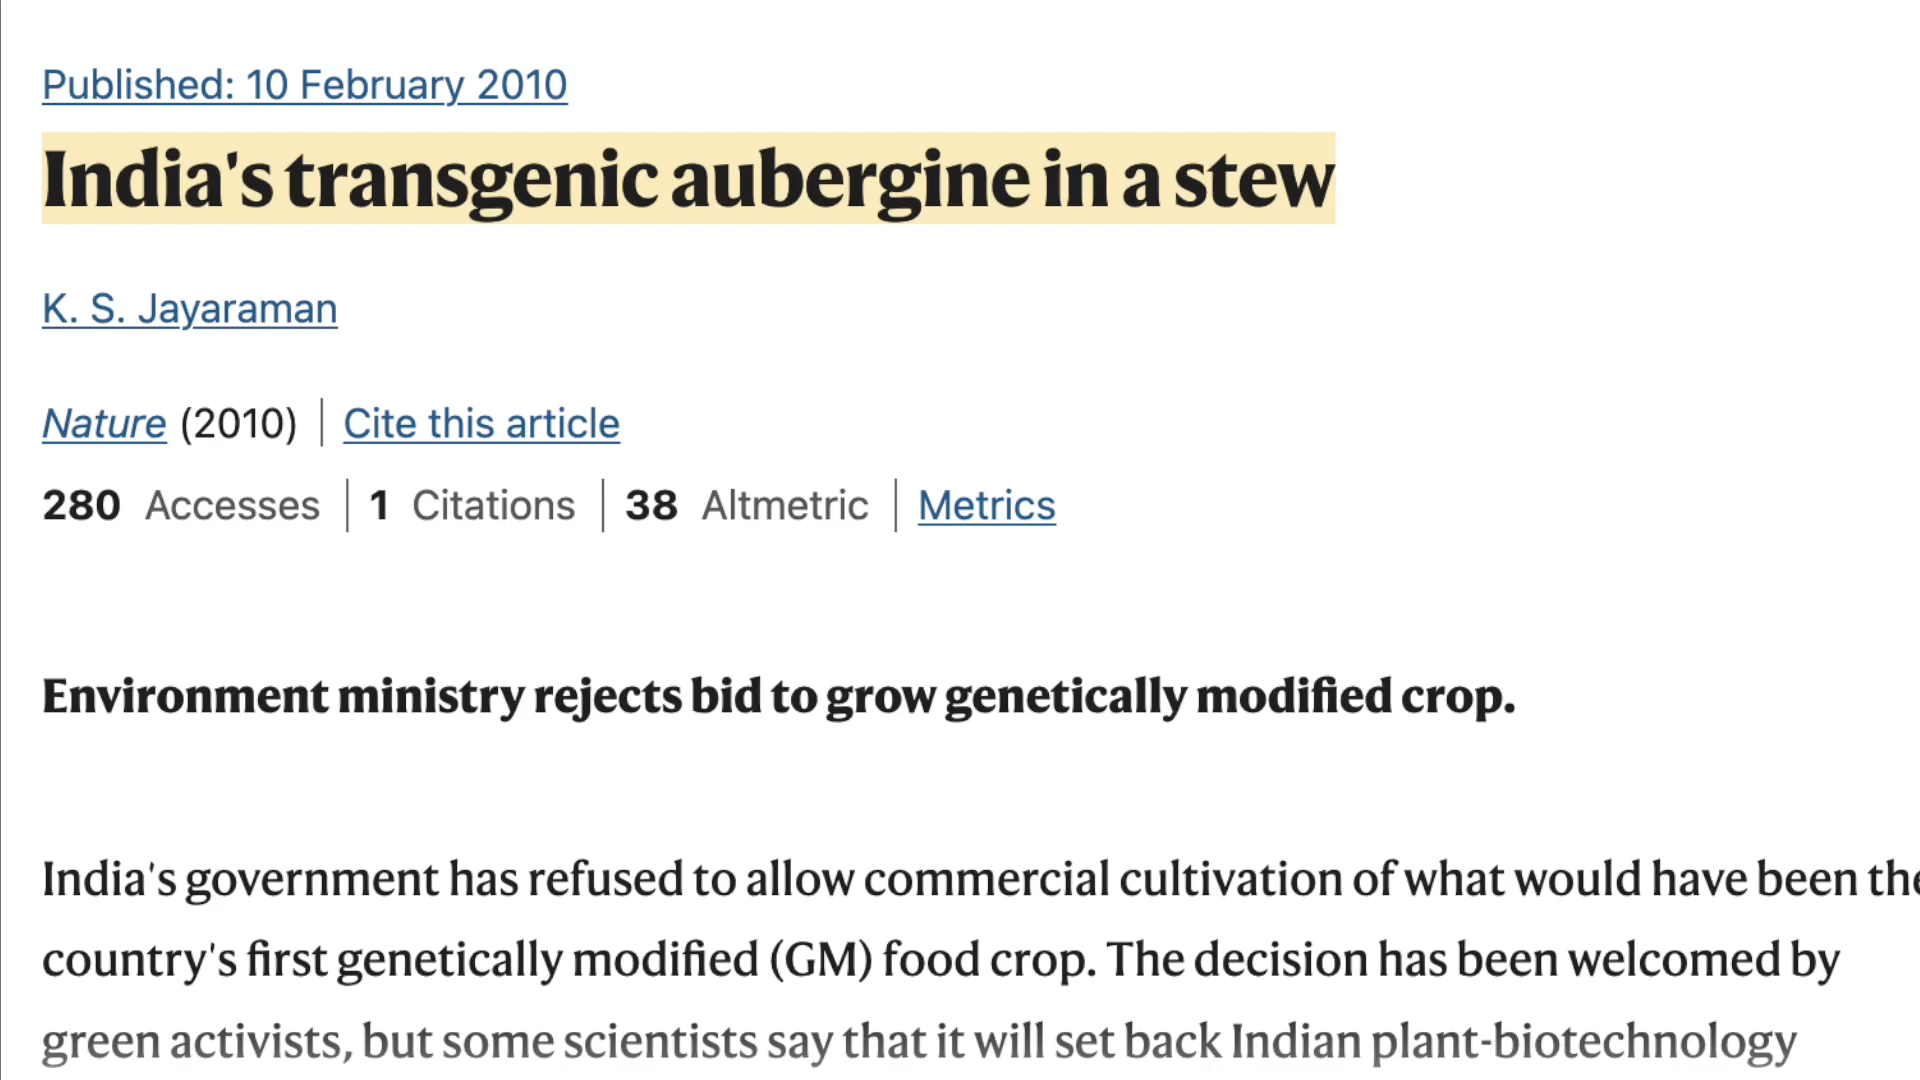 Published: 10 February 2010
India's transgenic aubergine in a stew
K. S. Jayaraman
Nature (2010) | Cite this article
280 Accesses | 1 Citations | 38 Altmetric | Metrics
Environment ministry rejects bid to grow genetically modified crop.
India's government has refused to allow commercial cultivation of what would have been the
country's first genetically modified (GM) food crop. The decision has been welcomed by
green activists, but some scientists say that it will set back Indian plant-biotechnology